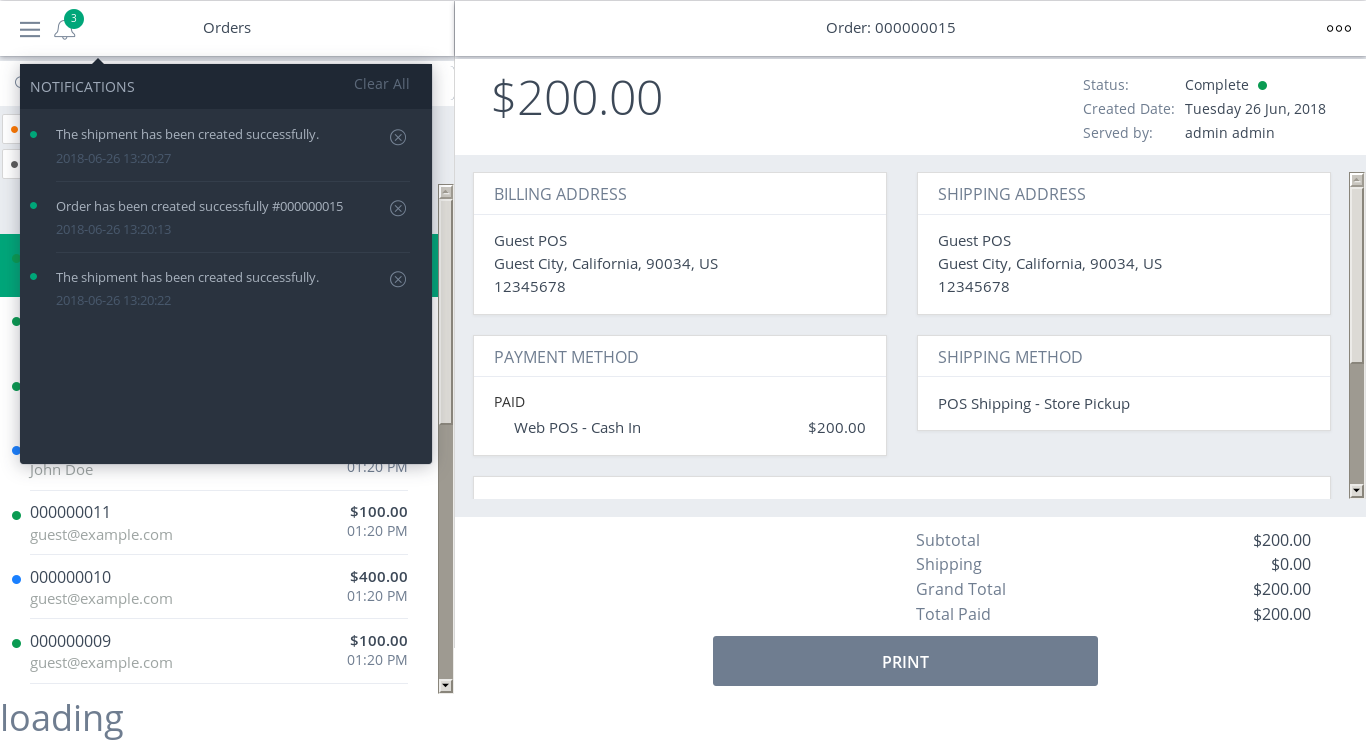 3
Orders
NOTIFICATIONS
Clear All
The shipment has been created successfully.
2018-06-26 13:20:27
Order has been created successfully #000000015
2018-06-26 13:20:13
The shipment has been created successfully.
2018-06-26 13:20:22
John Doe
01:20 PM
000000011
$100.00
guest@example.com
01:20 PM
000000010
$400.00
guest@example.com
01:20 PM
000000009
$100.00
guest@example.com
01:20 PM
loading
Order: 000000015
$200.00
Status: Complete
Created Date: Tuesday 26 Jun, 2018
Served by: admin admin
BILLING ADDRESS
Guest POS
Guest City, California, 90034, US
12345678
SHIPPING ADDRESS
Guest POS
Guest City, California, 90034, US
12345678
PAYMENT METHOD
PAID
Web POS - Cash In $200.00
SHIPPING METHOD
POS Shipping - Store Pickup
Subtotal $200.00
Shipping $0.00
Grand Total $200.00
Total Paid $200.00
PRINT